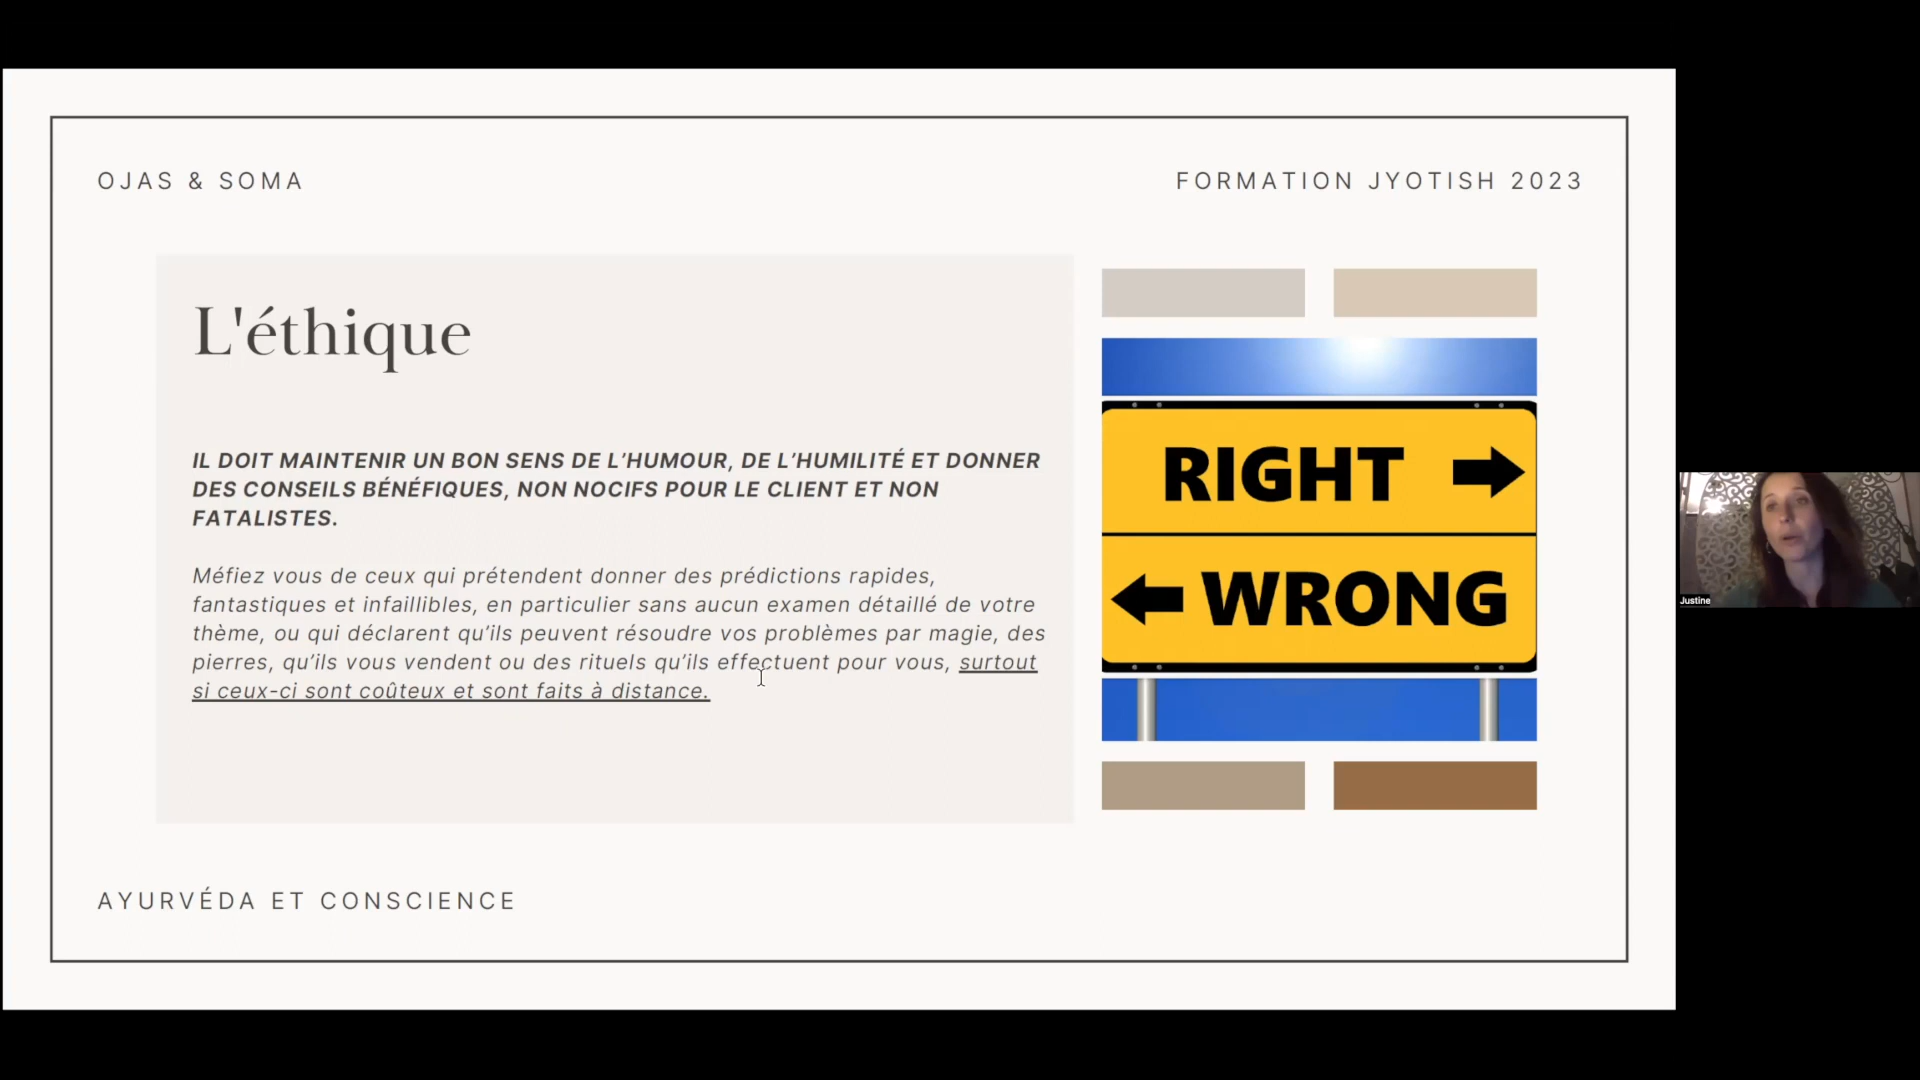 OJAS & SOMA
FORMATION JYOTISH 2023
L'éthique
IL DOIT MAINTENIR UN BON SENS DE L’HUMOUR, DE L’HUMILITÉ ET DONNER
DES CONSEILS BÉNÉFIQUES, NON NOCIFS POUR LE CLIENT ET NON
FATALISTES.
Méfiez vous de ceux qui prétendent donner des prédictions rapides,
fantastiques et infaillibles, en particulier sans aucun examen détaillé de votre
thème, ou qui déclarent qu’ils peuvent résoudre vos problèmes par magie, des
pierres, qu’ils vous vendent ou des rituels qu’ils effectuent pour vous, surtout
si ceux-ci sont coûteux et sont faits à distance.
RIGHT
WRONG
Justine
AYURVÉDA ET CONSCIENCE